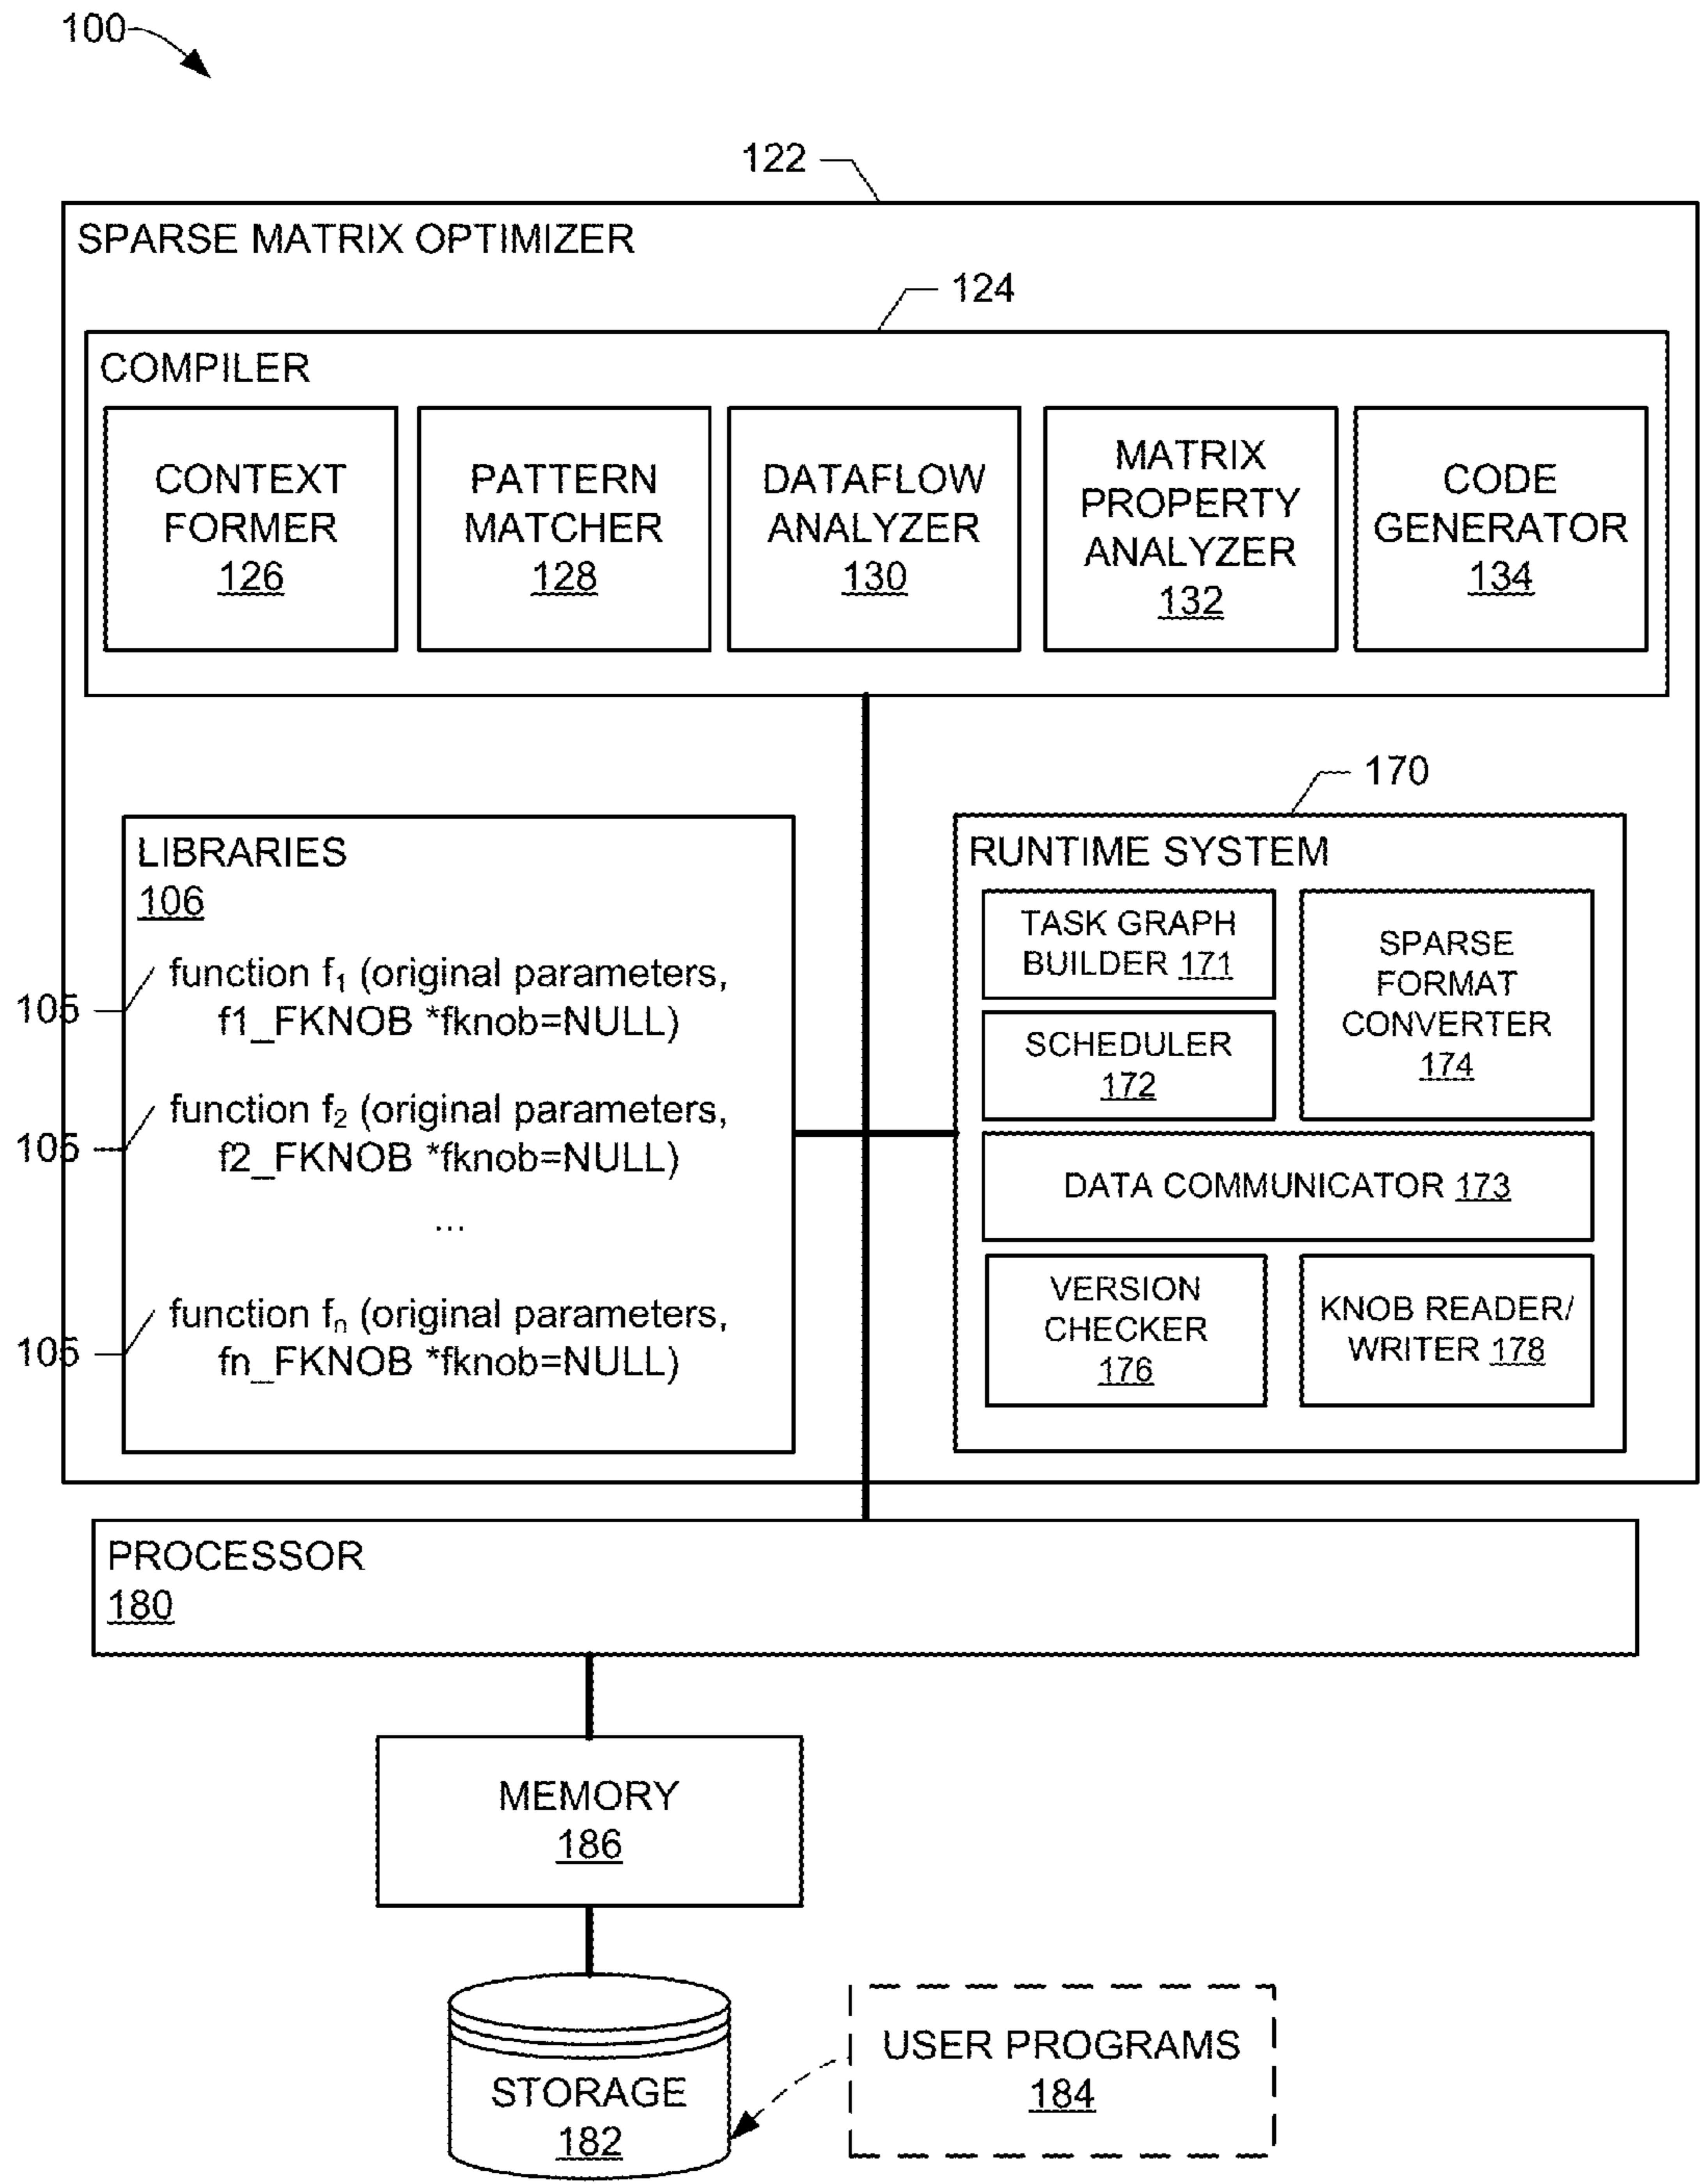 100
122
SPARSE MATRIX OPTIMIZER
124
COMPILER
CONTEXT
FORMER
126
PATTERN
MATCHER
128
DATAFLOW
ANALYZER
130
MATRIX
PROPERTY
ANALYZER
132
CODE
GENERATOR
134
LIBRARIES
106
105
function f₁ (original parameters,
f1_FKNOB *fknob=NULL)
105
function f₂ (original parameters,
f2_FKNOB *fknob=NULL)
...
105
function fₙ (original parameters,
fn_FKNOB *fknob=NULL)
170
RUNTIME SYSTEM
TASK GRAPH
BUILDER 171
SCHEDULER
172
SPARSE
FORMAT
CONVERTER
174
DATA COMMUNICATOR 173
VERSION
CHECKER
176
KNOB READER/
WRITER 178
PROCESSOR
180
MEMORY
186
STORAGE
182
USER PROGRAMS
184